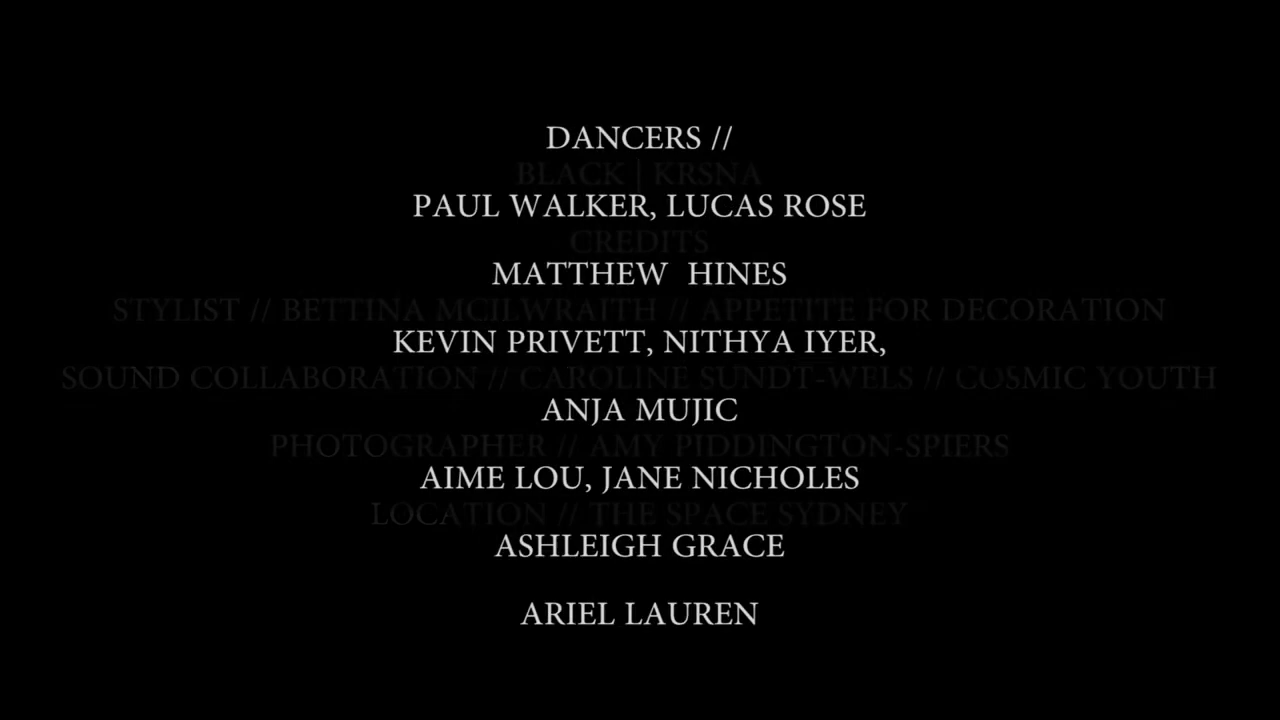 DANCERS //
BLACK | KRSNA
PAUL WALKER, LUCAS ROSE
CREDITS
MATTHEW  HINES
STYLIST // BETTINA MCILWRAITH // APPETITE FOR DECORATION
KEVIN PRIVETT, NITHYA IYER,
SOUND COLLABORATION // CAROLINE SUNDT-WELS // COSMIC YOUTH
ANJA MUJIC
PHOTOGRAPHER // AMY PIDDINGTON-SPIERS
AIME LOU, JANE NICHOLES
LOCATION // THE SPACE SYDNEY
ASHLEIGH GRACE
ARIEL LAUREN